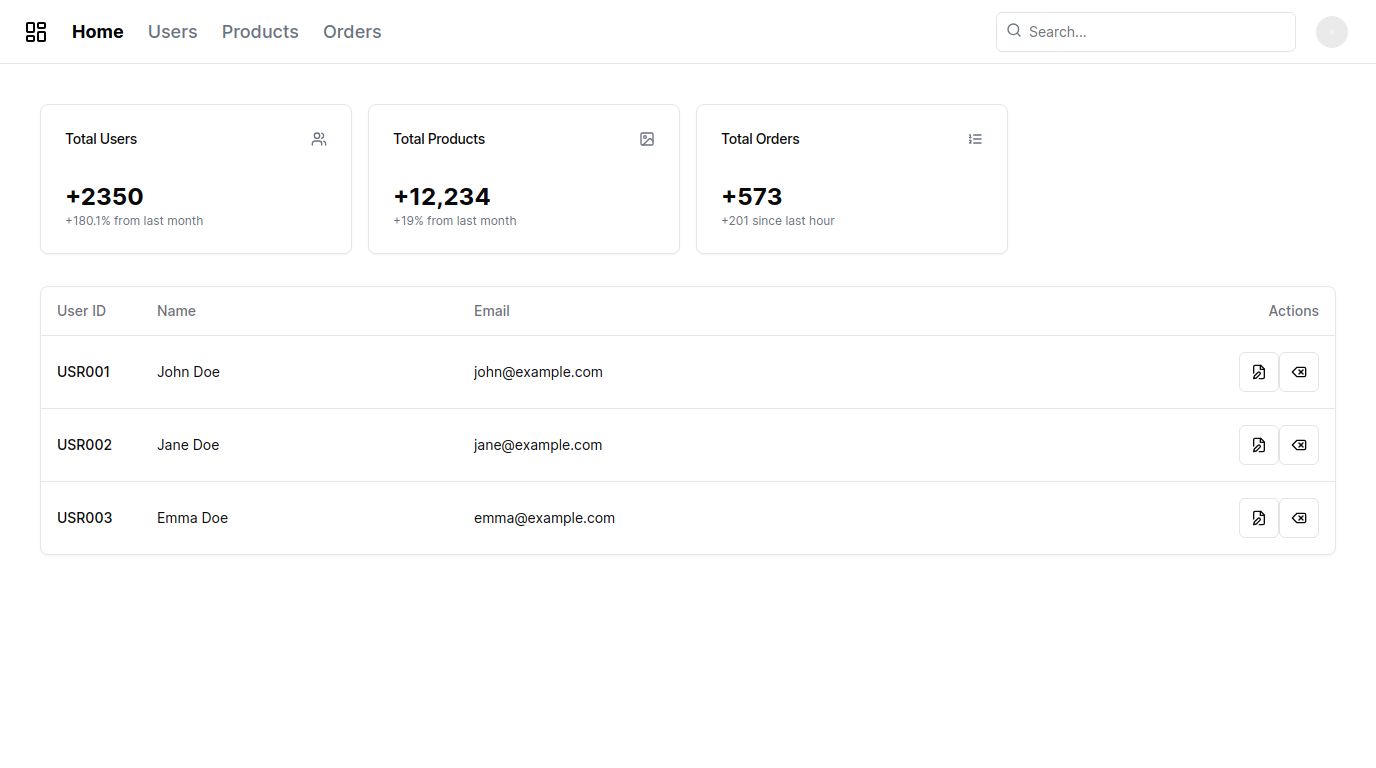 Home Users Products Orders Search...
Total Users Total Products Total Orders
+2350 +12,234 +573
+180.1% from last month +19% from last month +201 since last hour
User ID Name Email Actions
USR001 John Doe john@example.com
USR002 Jane Doe jane@example.com
USR003 Emma Doe emma@example.com